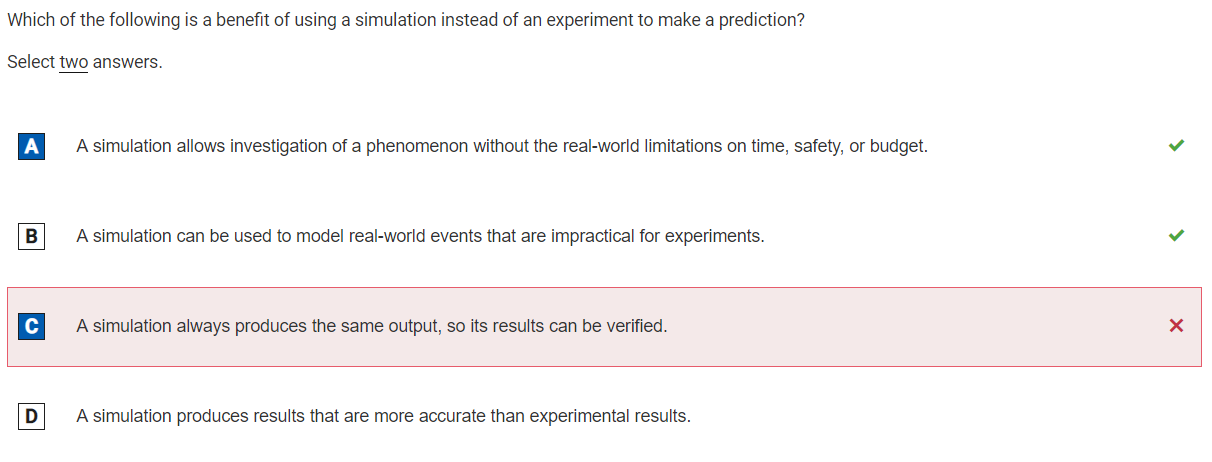 Which of the following is a benefit of using a simulation instead of an experiment to make a prediction?
Select two answers.
A A simulation allows investigation of a phenomenon without the real-world limitations on time, safety, or budget.
B A simulation can be used to model real-world events that are impractical for experiments.
C A simulation always produces the same output, so its results can be verified.
D A simulation produces results that are more accurate than experimental results.